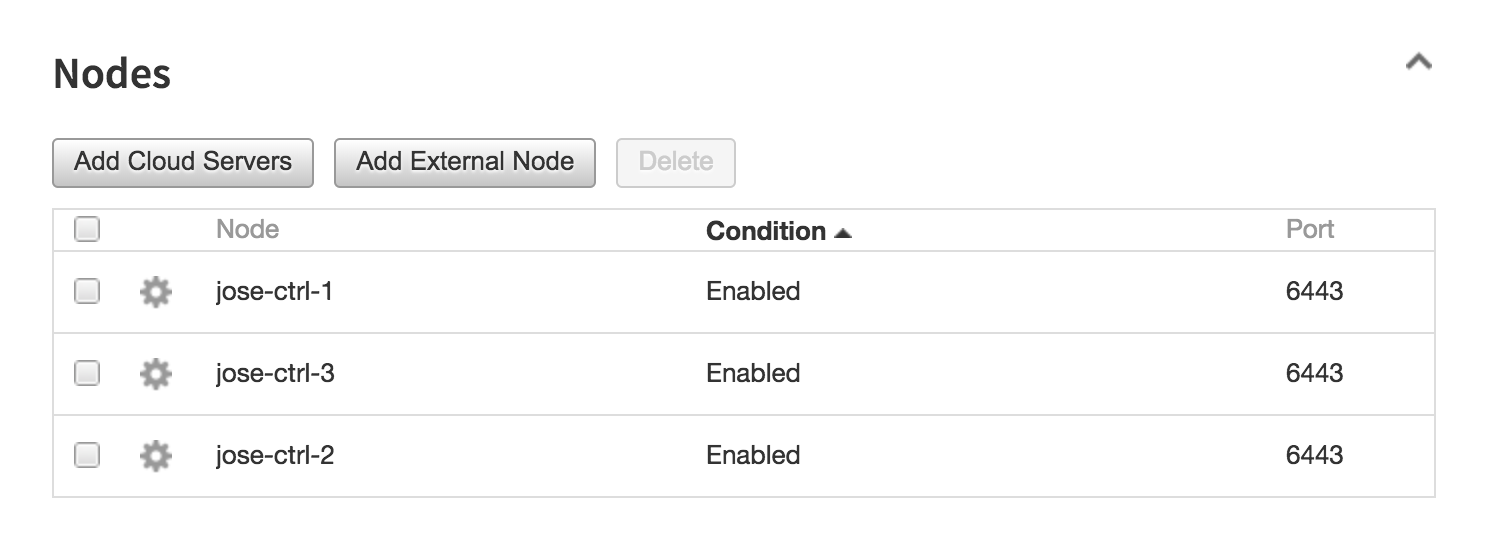 Nodes
Add Cloud Servers Add External Node Delete
Node Condition Port
jose-ctrl-1 Enabled 6443
jose-ctrl-3 Enabled 6443
jose-ctrl-2 Enabled 6443